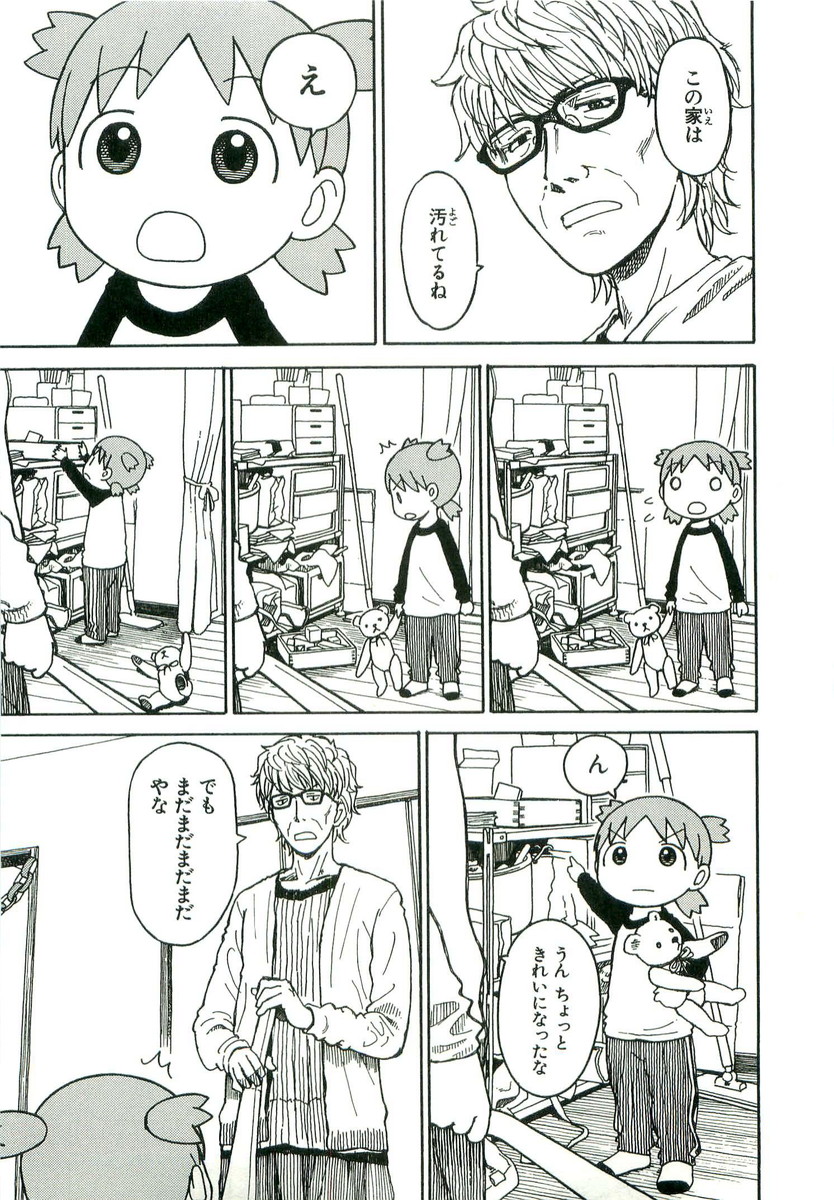 この家は
汚れてるね
え
ん
うん ちょっと
きれいになったな
でも
まだまだまだまだ
やな